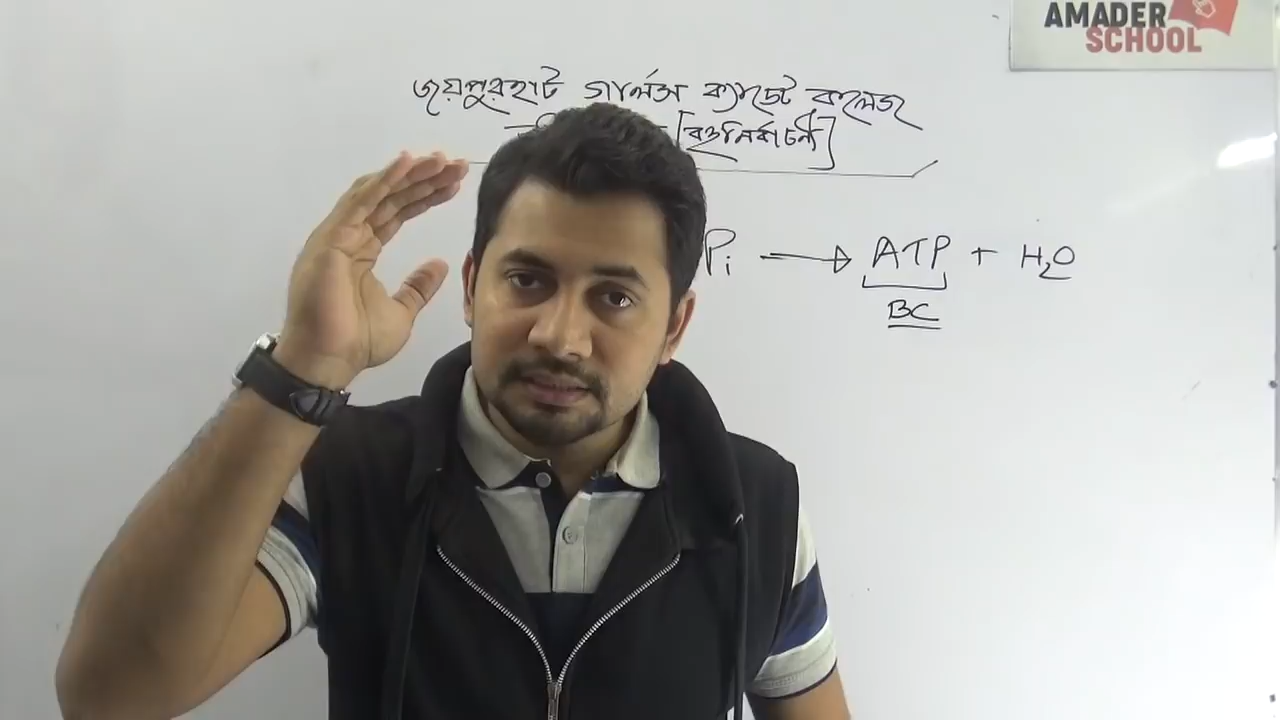 AMADER
SCHOOL
জয়পুরহাট গার্লস ক্যাডেট কলেজ
[বহুনির্বাচনী]
Pi → ATP + H₂O
BC